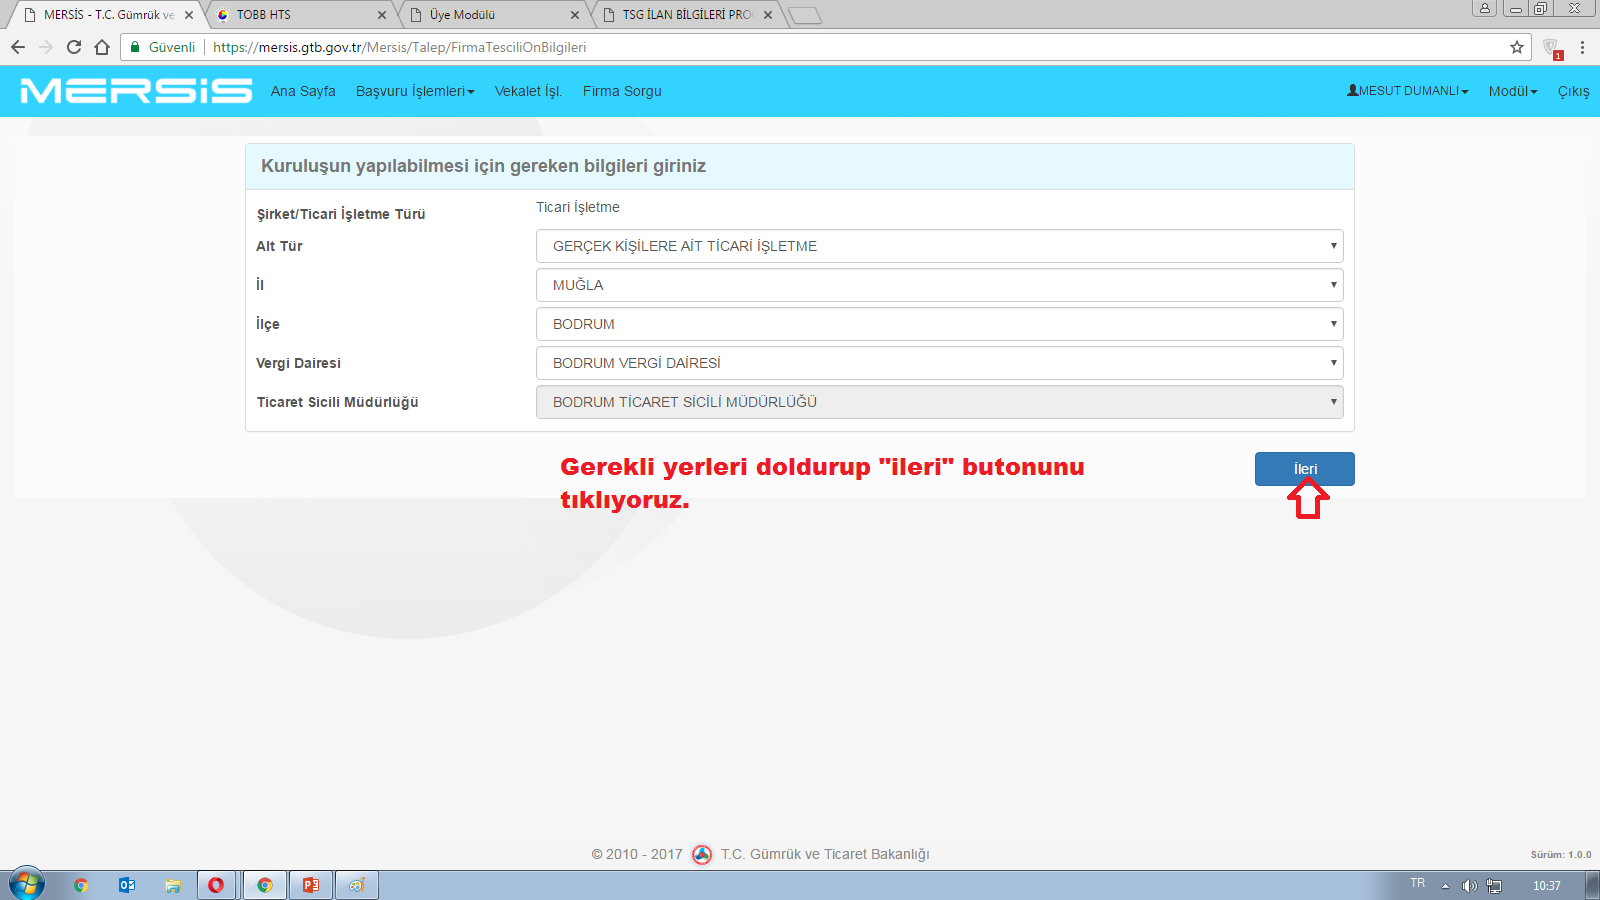 MERSİS - T.C. Gümrük ve
TOBB HTS
Üye Modülü
TSG İLAN BİLGİLERİ PRO
Güvenli
https://mersis.gtb.gov.tr/Mersis/Talep/FirmaTesciliOnBilgileri
1
MERSİS
Ana Sayfa
Başvuru İşlemleri
Vekalet İşl.
Firma Sorgu
MESUT DUMANLI
Modül
Çıkış
Kuruluşun yapılabilmesi için gereken bilgileri giriniz
Şirket/Ticari İşletme Türü
Ticari İşletme
Alt Tür
GERÇEK KİŞİLERE AİT TİCARİ İŞLETME
İl
MUĞLA
İlçe
BODRUM
Vergi Dairesi
BODRUM VERGİ DAİRESİ
Ticaret Sicili Müdürlüğü
BODRUM TİCARET SİCİLİ MÜDÜRLÜĞÜ
Gerekli yerleri doldurup "ileri" butonunu
tıklıyoruz.
İleri
© 2010 - 2017
T.C. Gümrük ve Ticaret Bakanlığı
Sürüm: 1.0.0
TR
10:37